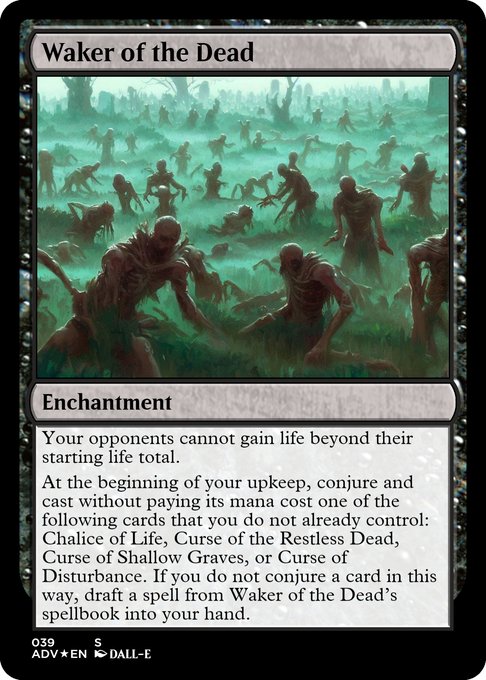 Waker of the Dead
Enchantment
Your opponents cannot gain life beyond their
starting life total.
At the beginning of your upkeep, conjure and
cast without paying its mana cost one of the
following cards that you do not already control:
Chalice of Life, Curse of the Restless Dead,
Curse of Shallow Graves, or Curse of
Disturbance. If you do not conjure a card in this
way, draft a spell from Waker of the Dead's
spellbook into your hand.
039 S
ADV★EN DALL-E